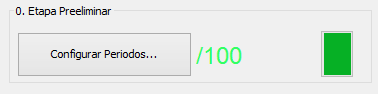 0. Etapa Preeliminar
Configurar Periodos... /100